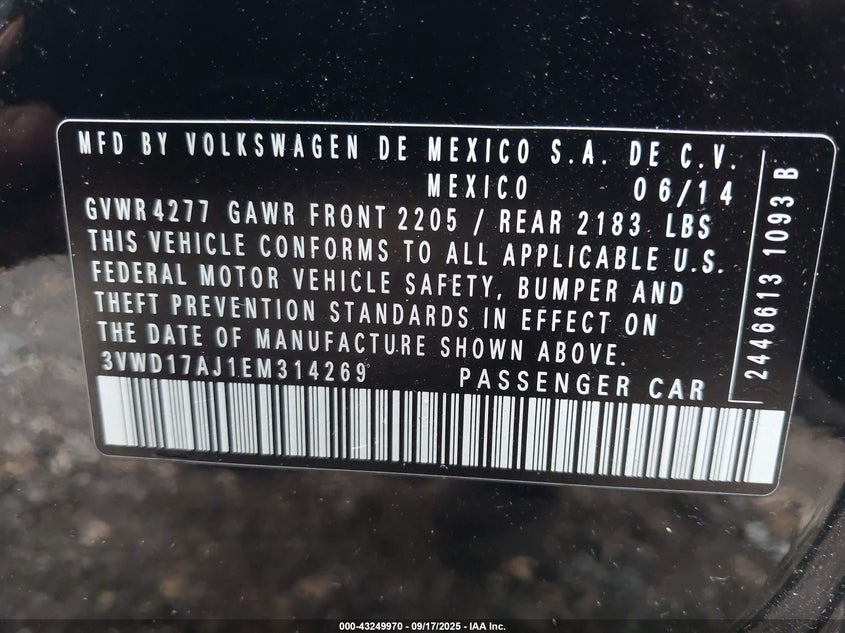 MFD BY VOLKSWAGEN DE MEXICO S.A. DE C.V.
MEXICO 06/14
GVWR 4277 GAWR FRONT 2205 / REAR 2183 LBS
THIS VEHICLE CONFORMS TO ALL APPLICABLE U.S.
FEDERAL MOTOR VEHICLE SAFETY, BUMPER AND
THEFT PREVENTION STANDARDS IN EFFECT ON
THE DATE OF MANUFACTURE SHOWN ABOVE.
3VWD17AJ1EM314269 PASSENGER CAR
2446613 1093 B
000-43249970 - 09/17/2025 - IAA Inc.